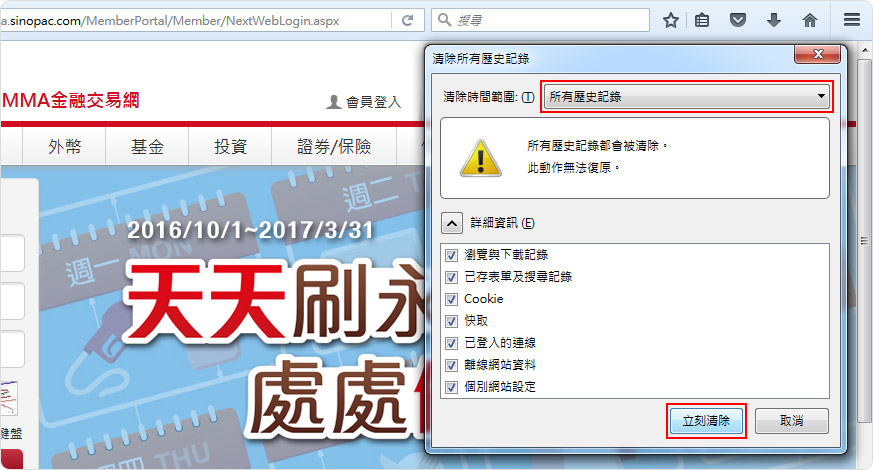 a.sinopac.com/MemberPortal/Member/NextWebLogin.aspx
搜尋
MMA金融交易網
會員登入
外幣
基金
投資
證券/保險
週一 MON
週二
2016/10/1~2017/3/31
天天刷永
處處
THU
鍵盤
清除所有歷史記錄
清除時間範圍: (T)
所有歷史記錄
所有歷史記錄都會被清除。
此動作無法復原。
詳細資訊 (E)
瀏覽與下載記錄
已存表單及搜尋記錄
Cookie
快取
已登入的連線
離線網站資料
個別網站設定
立刻清除
取消